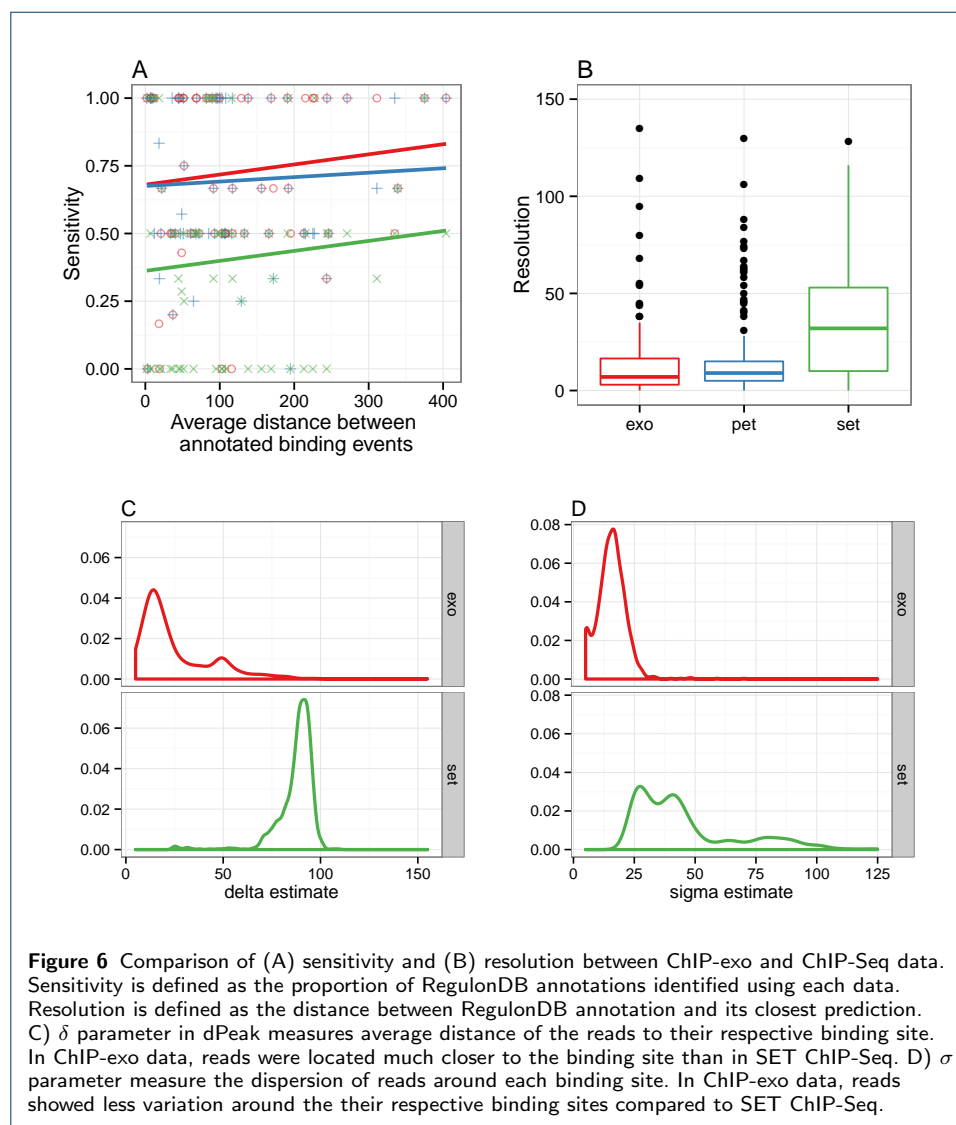 A
1.00
0.75
0.50
0.25
0.00
Sensitivity
0 100 200 300 400
Average distance between
annotated binding events
B
150
100
50
0
Resolution
exo pet set
C
0.06
0.04
0.02
0.00
exo
0.06
0.04
0.02
0.00
set
0 50 100 150
delta estimate
D
0.08
0.06
0.04
0.02
0.00
exo
0.08
0.06
0.04
0.02
0.00
set
0 25 50 75 100 125
sigma estimate
Figure 6 Comparison of (A) sensitivity and (B) resolution between ChIP-exo and ChIP-Seq data.
Sensitivity is defined as the proportion of RegulonDB annotations identified using each data.
Resolution is defined as the distance between RegulonDB annotation and its closest prediction.
C) δ parameter in dPeak measures average distance of the reads to their respective binding site.
In ChIP-exo data, reads were located much closer to the binding site than in SET ChIP-Seq. D) σ
parameter measure the dispersion of reads around each binding site. In ChIP-exo data, reads
showed less variation around the their respective binding sites compared to SET ChIP-Seq.